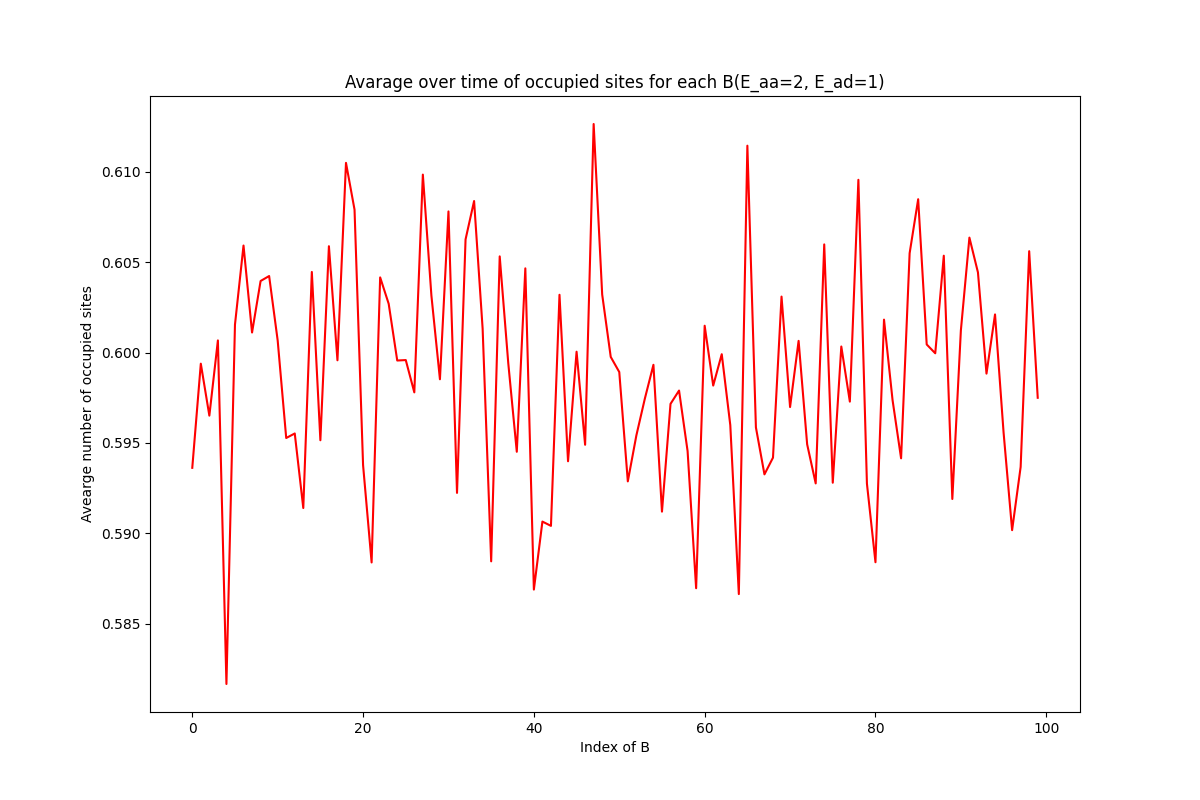 Avarage over time of occupied sites for each B(E_aa=2, E_ad=1)
0.610
0.605
0.600
0.595
0.590
0.585
Avearge number of occupied sites
0 20 40 60 80 100
Index of B